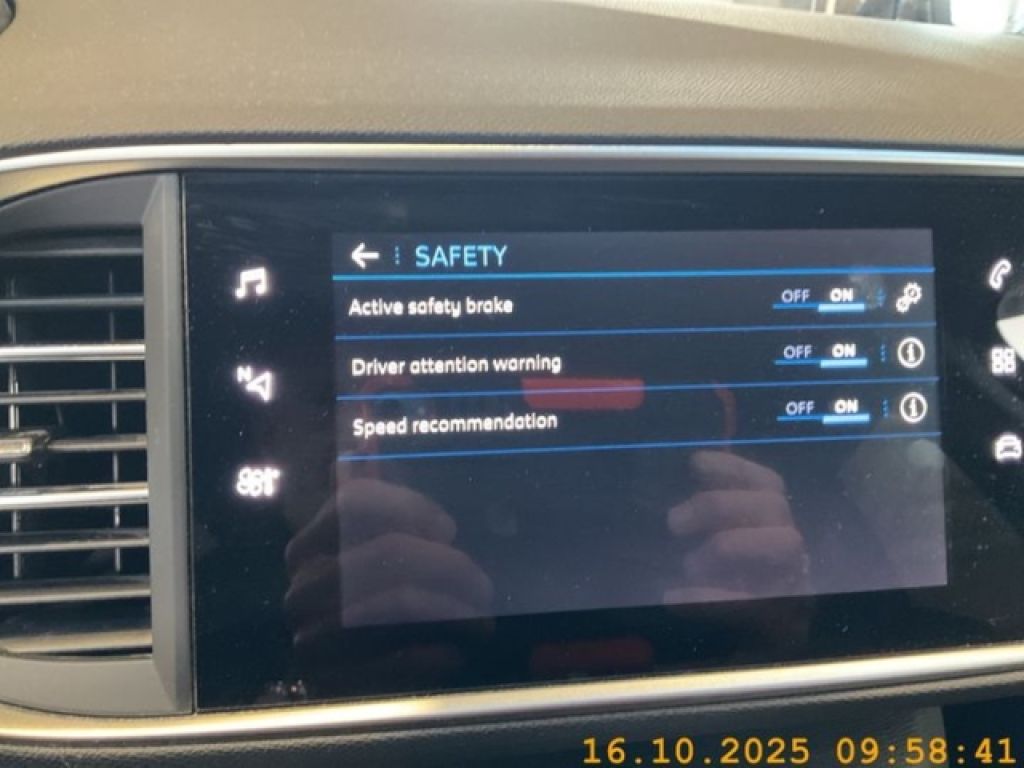 SAFETY
Active safety brake OFF ON
N
Driver attention warning OFF ON
Speed recommendation OFF ON
16.10.2025 09:58:41